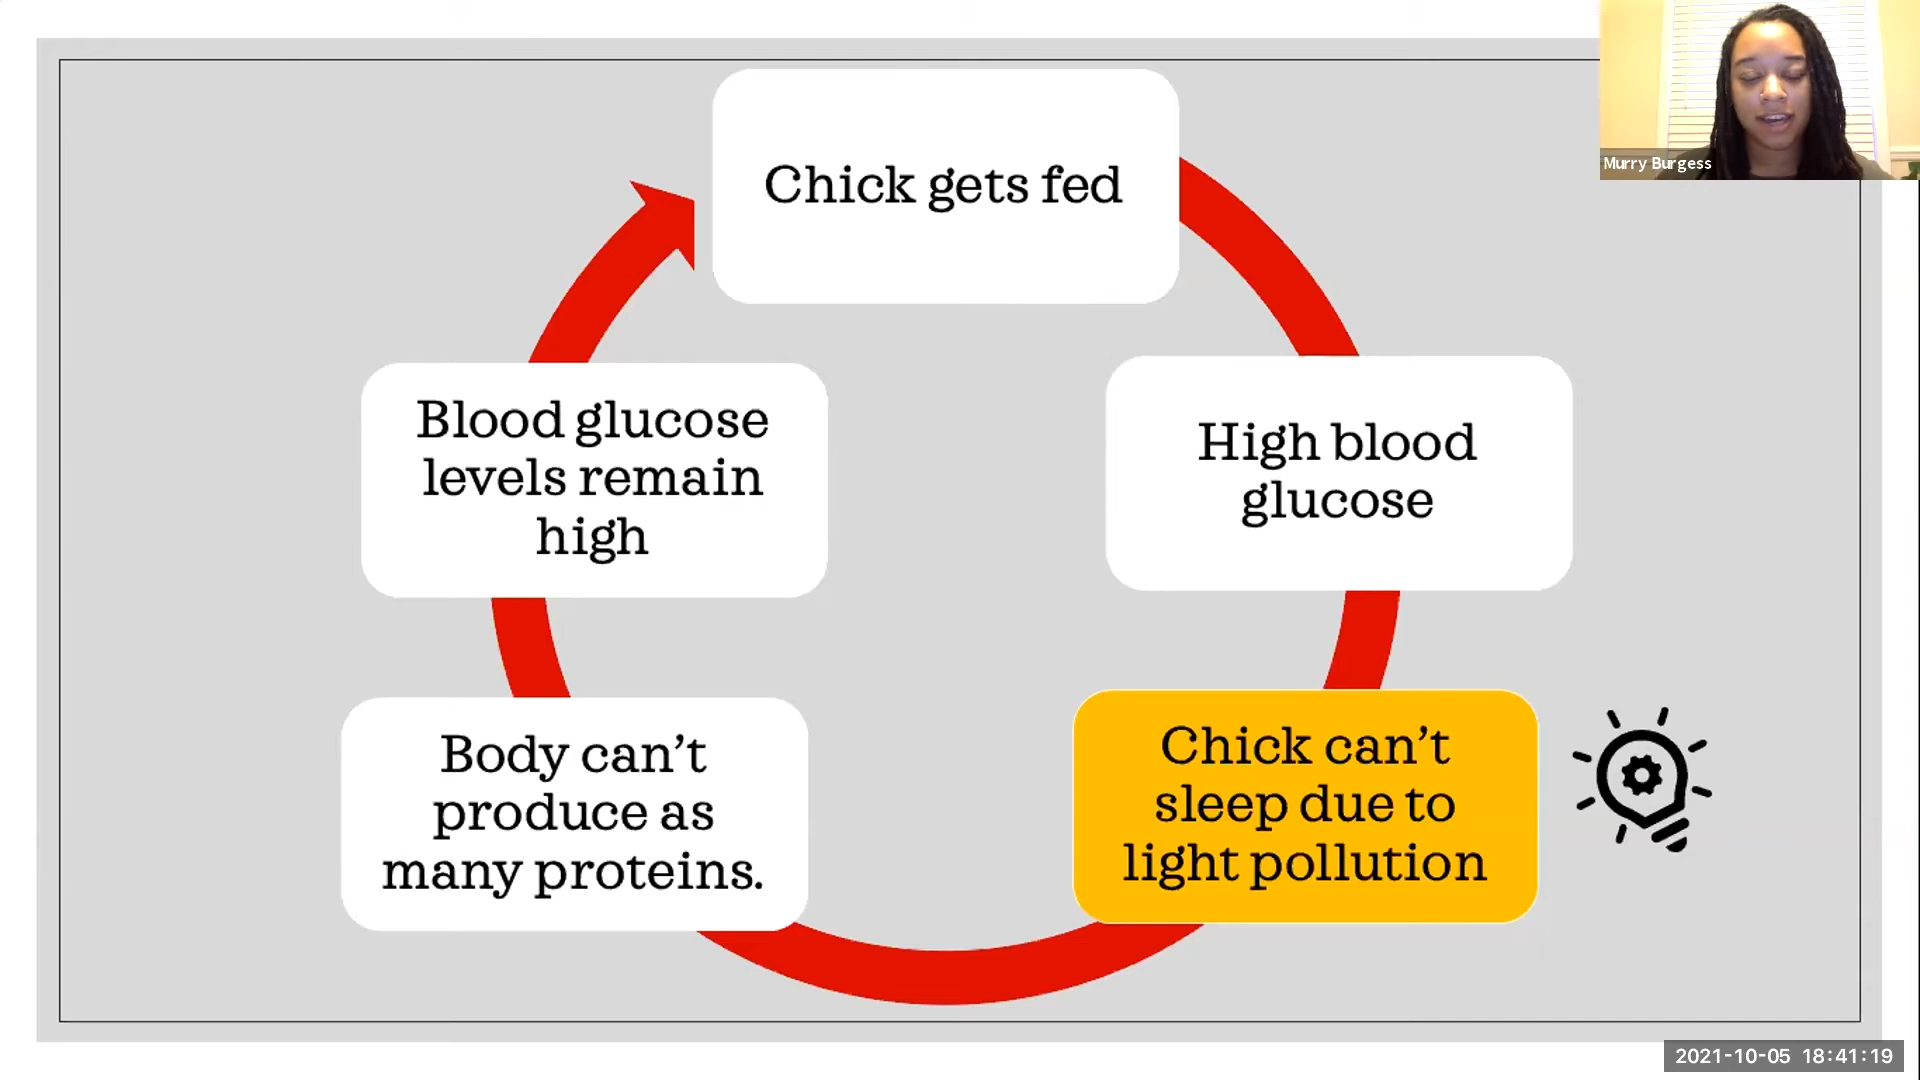 Chick gets fed
Murry Burgess
Blood glucose
levels remain
high
High blood
glucose
Body can’t
produce as
many proteins.
Chick can’t
sleep due to
light pollution
2021-10-05 18:41:19